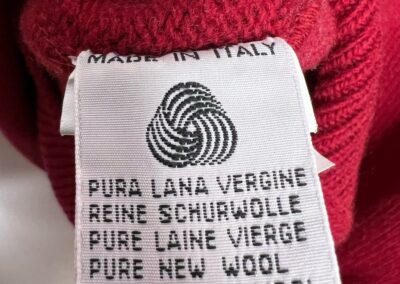 MADE IN ITALY
PURA LANA VERGINE
REINE SCHURWOLLE
PURE LAINE VIERGE
PURE NEW WOOL